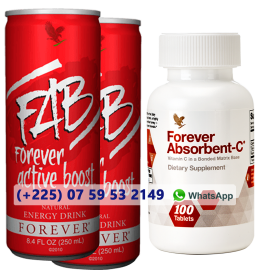 FAB
Forever
active boost
NATURAL
ENERGY DRINK
FOREVER®
8.4 FL OZ (250 mL)
(+225) 07 59 53 2149 WhatsApp
Forever
Absorbent-C®
Vitamin C in a Bonded Matrix Base
Dietary Supplement
100
Tablets